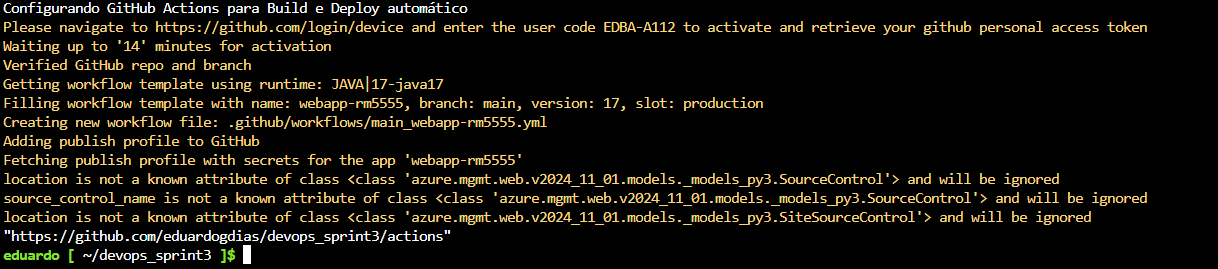 Configurando GitHub Actions para Build e Deploy automático
Please navigate to https://github.com/login/device and enter the user code EDBA-A112 to activate and retrieve your github personal access token
Waiting up to '14' minutes for activation
Verified GitHub repo and branch
Getting workflow template using runtime: JAVA|17-java17
Filling workflow template with name: webapp-rm5555, branch: main, version: 17, slot: production
Creating new workflow file: .github/workflows/main_webapp-rm5555.yml
Adding publish profile to GitHub
Fetching publish profile with secrets for the app 'webapp-rm5555'
location is not a known attribute of class <class 'azure.mgmt.web.v2024_11_01.models._models_py3.SourceControl'> and will be ignored
source_control_name is not a known attribute of class <class 'azure.mgmt.web.v2024_11_01.models._models_py3.SourceControl'> and will be ignored
location is not a known attribute of class <class 'azure.mgmt.web.v2024_11_01.models._models_py3.SiteSourceControl'> and will be ignored
"https://github.com/eduardogdias/devops_sprint3/actions"
eduardo [ ~/devops_sprint3 ]$